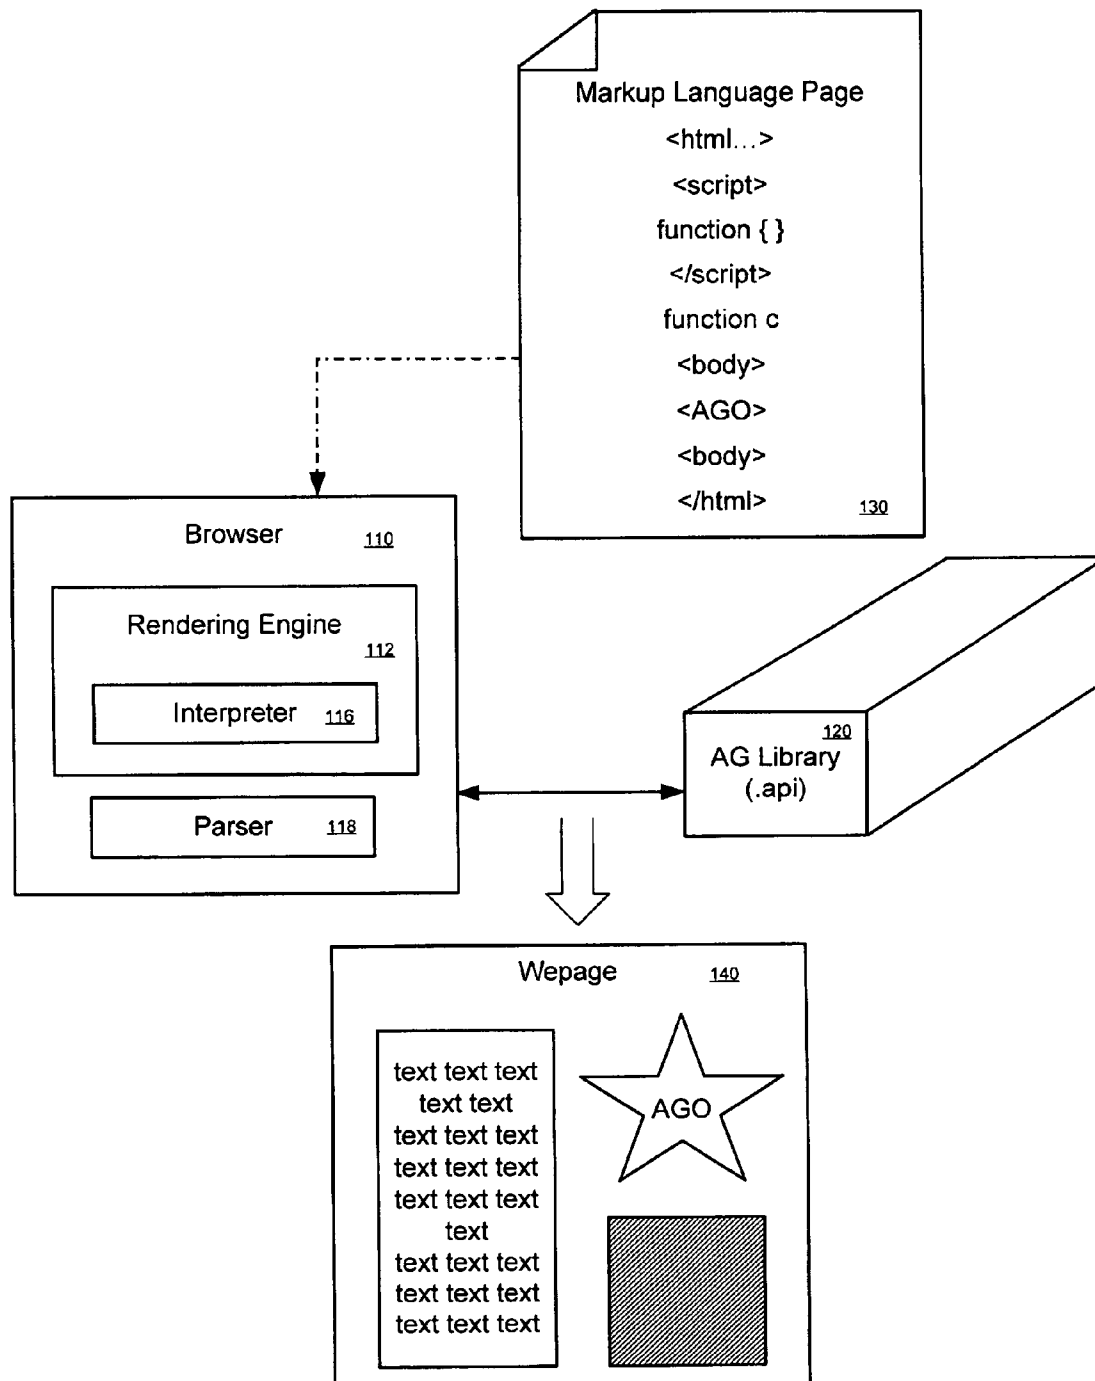 Markup Language Page
<html...>
<script>
function { }
</script>
function c
<body>
<AGO>
<body>
</html>
130
Browser 110
Rendering Engine
112
Interpreter 116
Parser 118
120
AG Library
(.api)
Wepage 140
text text text
text text
text text text
text text text
text text text
text
text text text
text text text
text text text
AGO